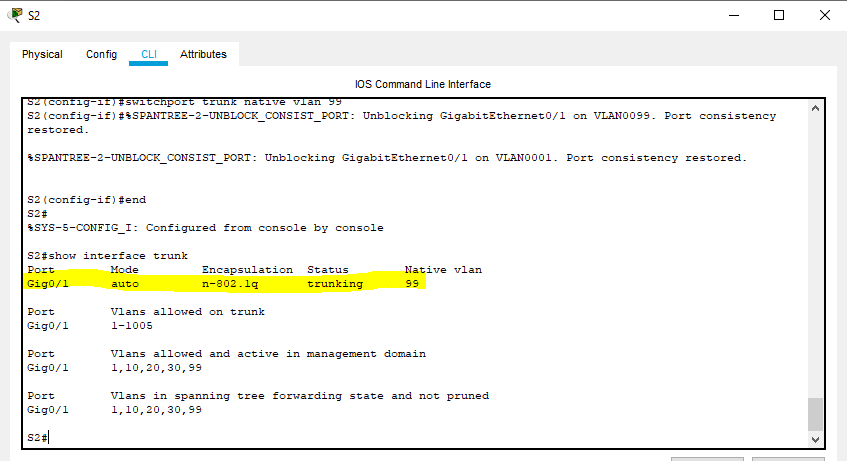 S2
Physical Config CLI Attributes
IOS Command Line Interface
S2(config-if)#switchport trunk native vlan 99
S2(config-if)#%SPANTREE-2-UNBLOCK_CONSIST_PORT: Unblocking GigabitEthernet0/1 on VLAN0099. Port consistency
restored.
%SPANTREE-2-UNBLOCK_CONSIST_PORT: Unblocking GigabitEthernet0/1 on VLAN0001. Port consistency restored.
S2(config-if)#end
S2#
%SYS-5-CONFIG_I: Configured from console by console
S2#show interface trunk
Port Mode Encapsulation Status Native vlan
Gig0/1 auto n-802.1q trunking 99
Port Vlans allowed on trunk
Gig0/1 1-1005
Port Vlans allowed and active in management domain
Gig0/1 1,10,20,30,99
Port Vlans in spanning tree forwarding state and not pruned
Gig0/1 1,10,20,30,99
S2#